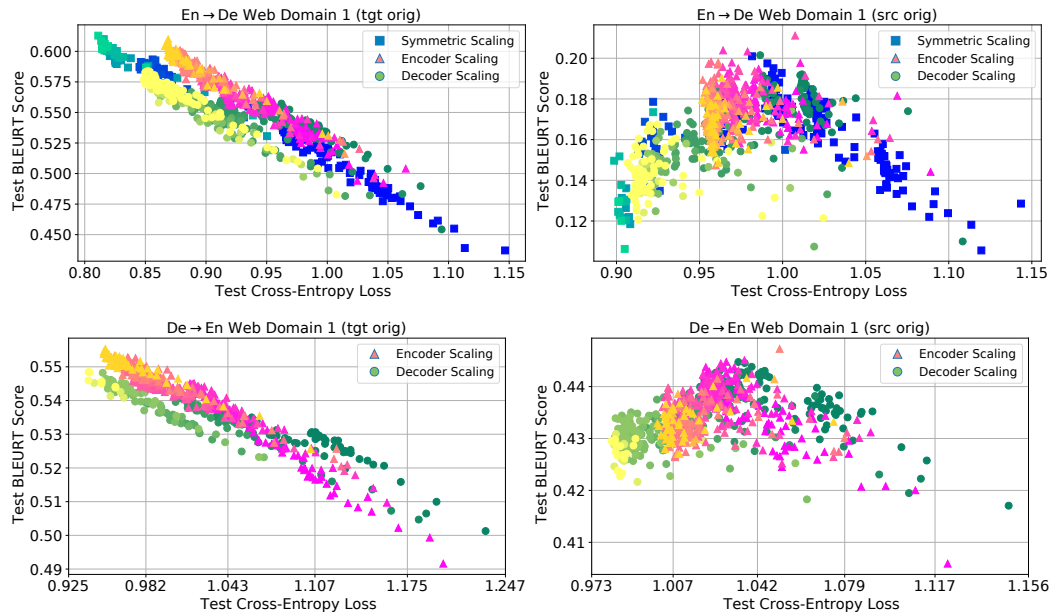 En→De Web Domain 1 (tgt orig)
Test BLEURT Score
0.600
0.575
0.550
0.525
0.500
0.475
0.450
Symmetric Scaling
Encoder Scaling
Decoder Scaling
0.80 0.85 0.90 0.95 1.00 1.05 1.10 1.15
Test Cross-Entropy Loss
En→De Web Domain 1 (src orig)
Test BLEURT Score
0.20
0.18
0.16
0.14
0.12
Symmetric Scaling
Encoder Scaling
Decoder Scaling
0.90 0.95 1.00 1.05 1.10 1.15
Test Cross-Entropy Loss
De→En Web Domain 1 (tgt orig)
Test BLEURT Score
0.55
0.54
0.53
0.52
0.51
0.50
0.49
Encoder Scaling
Decoder Scaling
0.925 0.982 1.043 1.107 1.175 1.247
Test Cross-Entropy Loss
De→En Web Domain 1 (src orig)
Test BLEURT Score
0.44
0.43
0.42
0.41
Encoder Scaling
Decoder Scaling
0.973 1.007 1.042 1.079 1.117 1.156
Test Cross-Entropy Loss